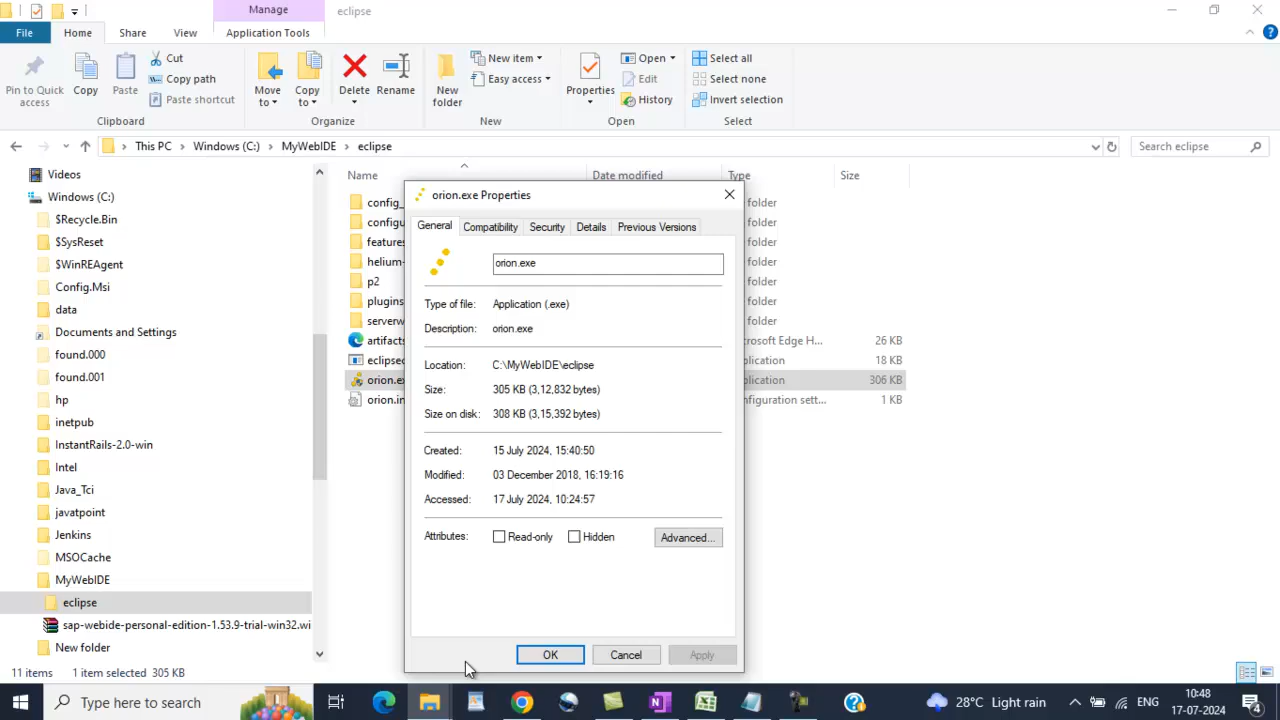 Manage
eclipse
File
Home
Share
View
Application Tools
Pin to Quick
access
Copy
Paste
Cut
Copy path
Paste shortcut
Clipboard
Move
to
Copy
to
Delete
Rename
Organize
New
folder
New item
Easy access
New
Properties
Open
Edit
History
Open
Select all
Select none
Invert selection
Select
This PC > Windows (C:) > MyWebIDE > eclipse
Search eclipse
Videos
Windows (C:)
$Recycle.Bin
$SysReset
$WinREAgent
Config.Msi
data
Documents and Settings
found.000
found.001
hp
inetpub
InstantRails-2.0-win
Intel
Java_Tci
javatpoint
Jenkins
MSOCache
MyWebIDE
eclipse
sap-webide-personal-edition-1.53.9-trial-win32.wi
New folder
Name
Date modified
Type
Size
config_
folder
configu
folder
features
folder
helium-
folder
p2
folder
plugins
folder
serverw
folder
artifacts
crosoft Edge H...
26 KB
eclipsec
plication
18 KB
orion.ex
plication
306 KB
orion.in
nfiguration sett...
1 KB
orion.exe Properties
General
Compatibility
Security
Details
Previous Versions
orion.exe
Type of file: Application (.exe)
Description: orion.exe
Location: C:\MyWebIDE\eclipse
Size: 305 KB (3,12,832 bytes)
Size on disk: 308 KB (3,15,392 bytes)
Created: 15 July 2024, 15:40:50
Modified: 03 December 2018, 16:19:16
Accessed: 17 July 2024, 10:24:57
Attributes: Read-only Hidden Advanced...
OK
Cancel
Apply
11 items
1 item selected 305 KB
Type here to search
28°C Light rain
ENG
10:48
17-07-2024
4